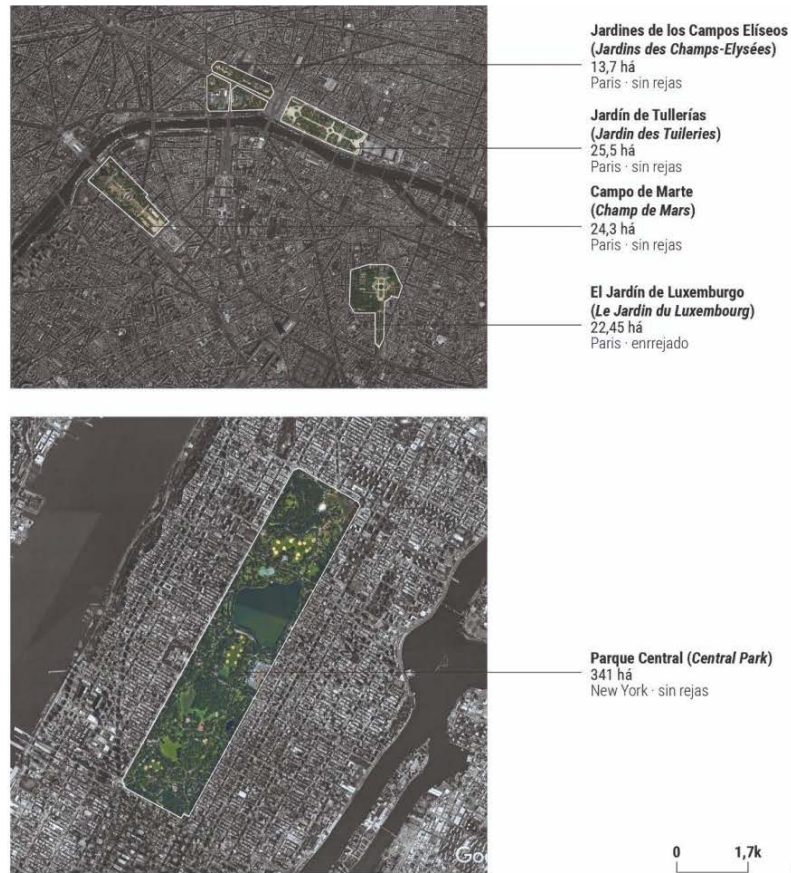 Jardines de los Campos Elíseos
(Jardins des Champs-Elysées)
13,7 há
Paris · sin rejas
Jardín de Tullerías
(Jardin des Tuileries)
25,5 há
Paris · sin rejas
Campo de Marte
(Champ de Mars)
24,3 há
Paris · sin rejas
El Jardín de Luxemburgo
(Le Jardin du Luxembourg)
22,45 há
Paris · enrrejado
Parque Central (Central Park)
341 há
New York · sin rejas
Goo
0 1,7k